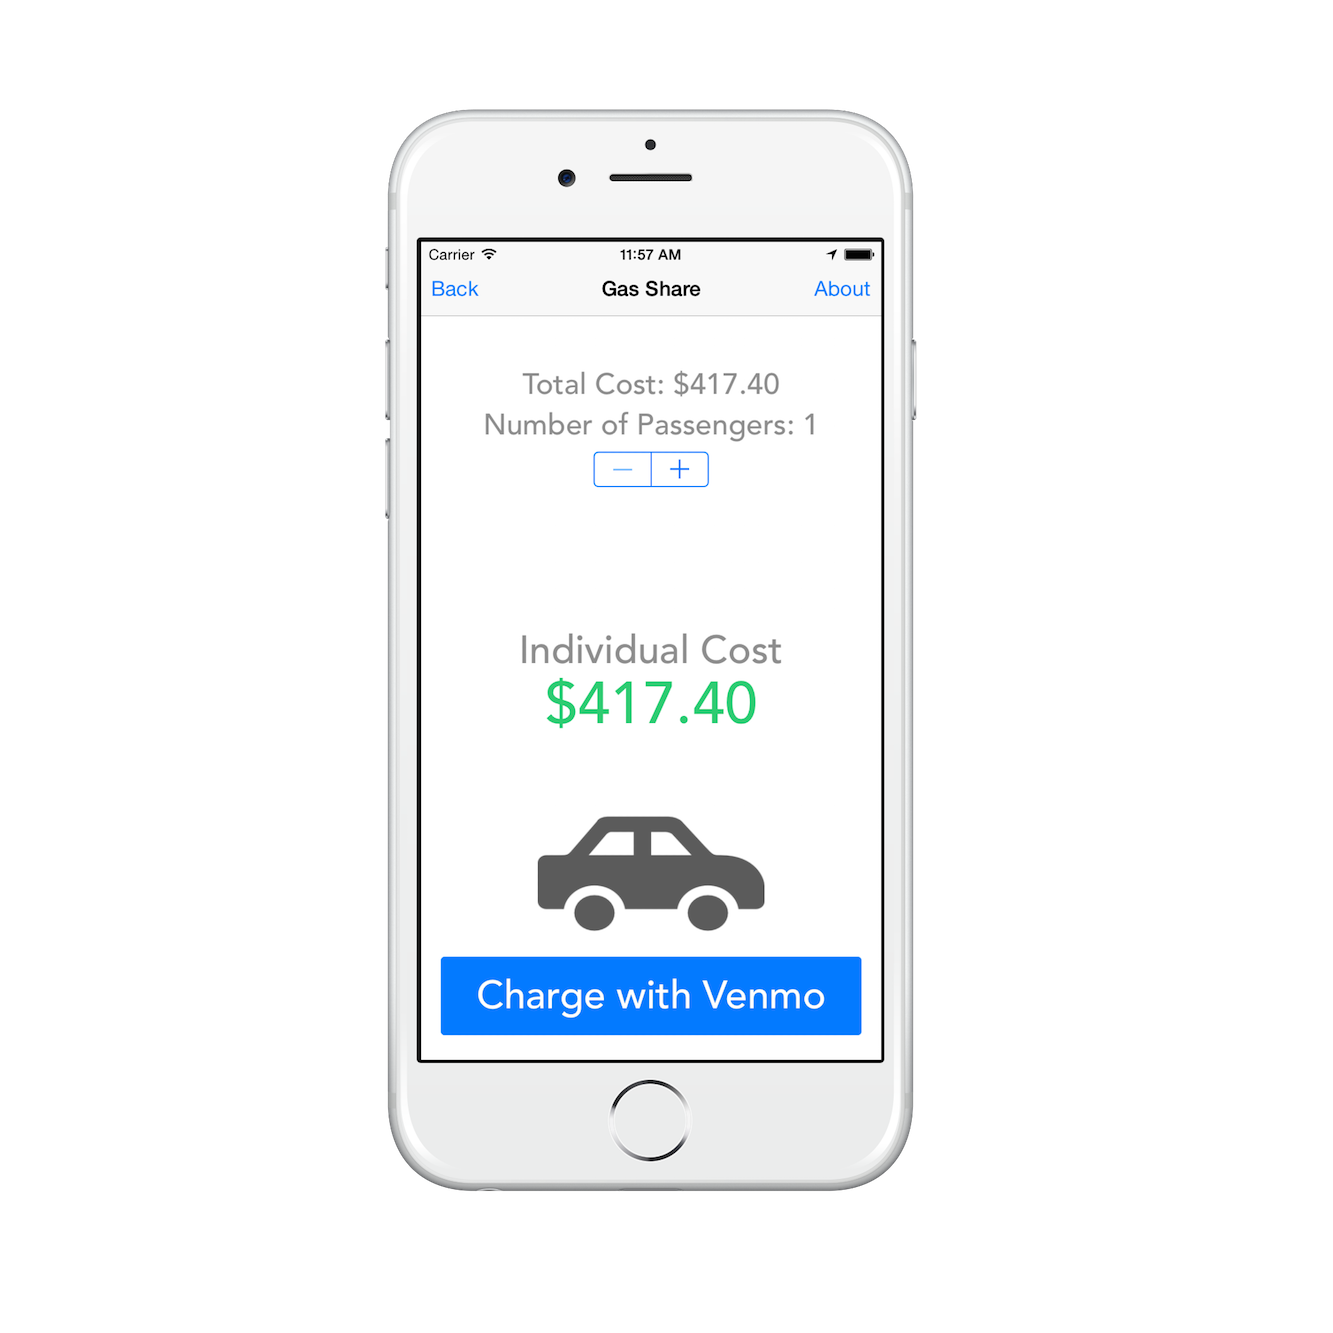 Carrier 11:57 AM
Back Gas Share About
Total Cost: $417.40
Number of Passengers: 1
− +
Individual Cost
$417.40
Charge with Venmo